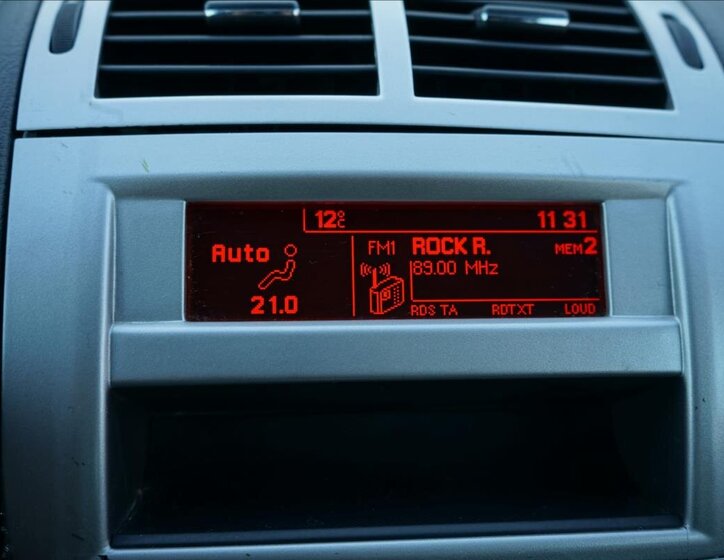 12°C 11 31
Auto
21.0
FM1 ROCK R. MEM2
89.00 MHz
RDS TA RDTXT LOUD